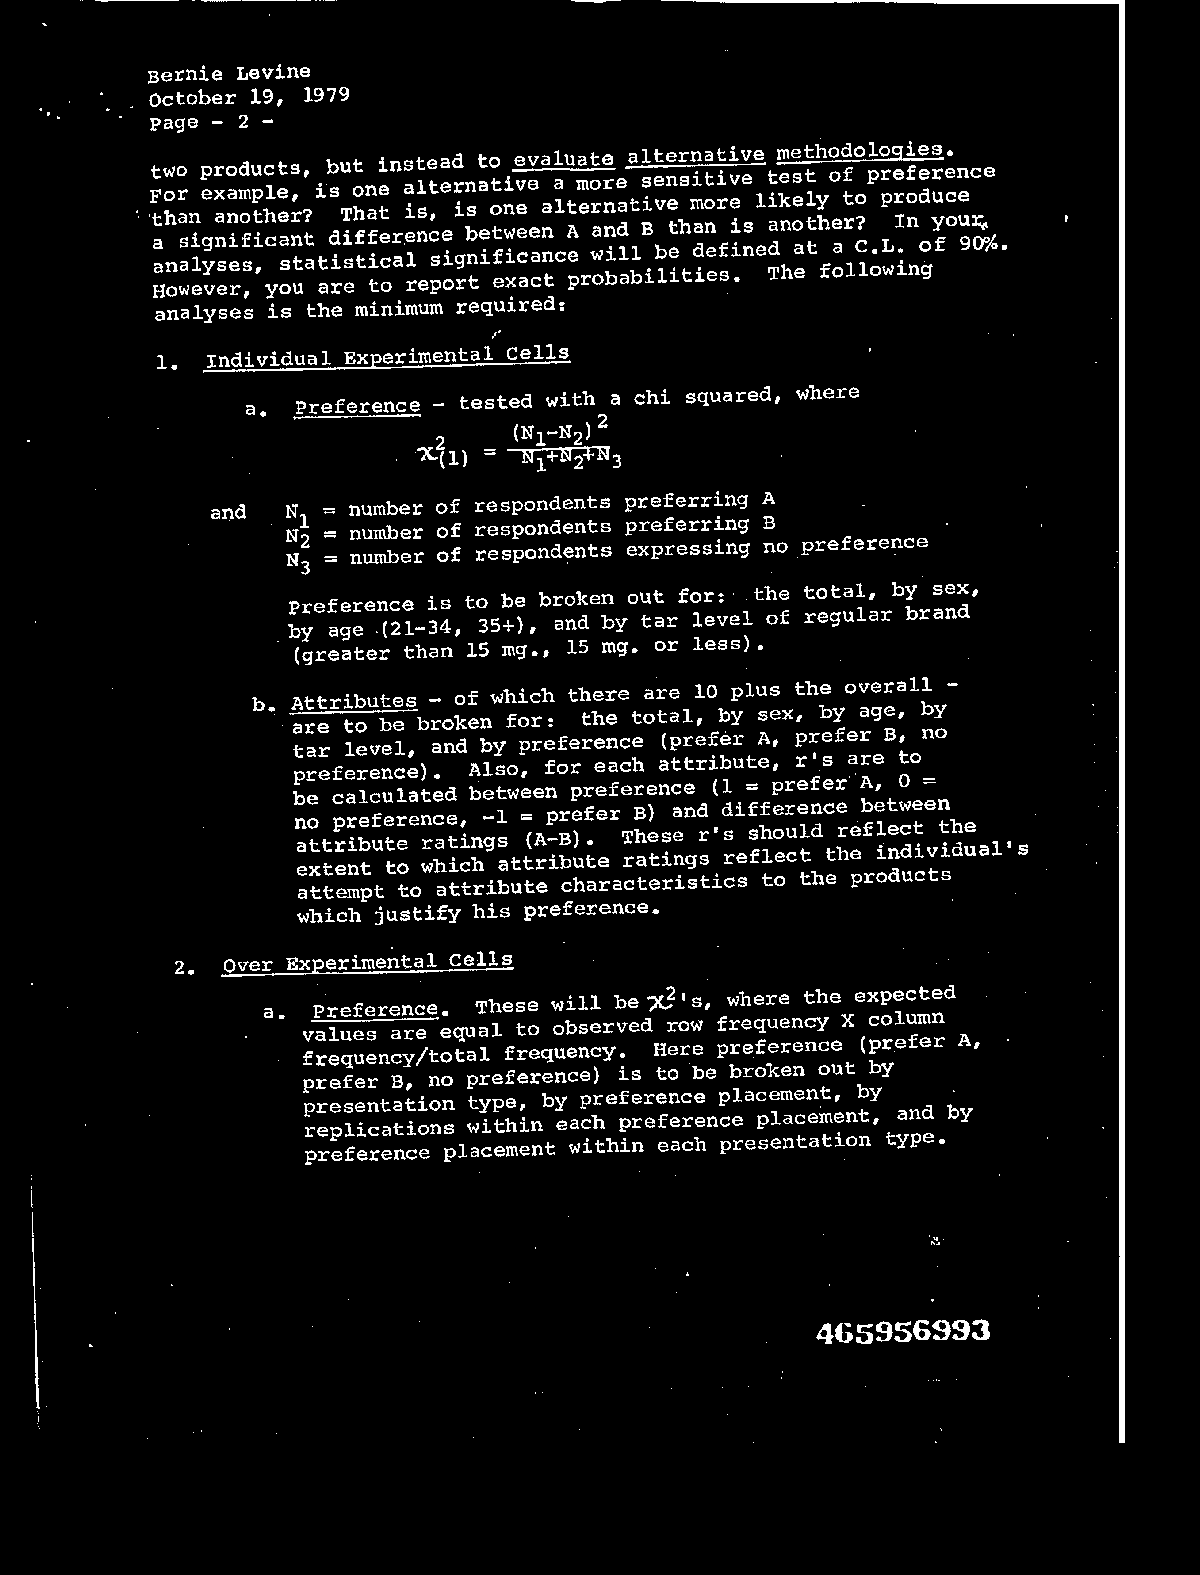 Bernie Levine
October 19, 1979
Page - 2 -
two products, but instead to evaluate alternative methodologies.
For example, is one alternative a more sensitive test of preference
than another? That is, is one alternative more likely to produce
a significant difference between A and B than is another? In your
analyses, statistical significance will be defined at a C.L. of 90%.
However, you are to report exact probabilities. The following
analyses is the minimum required:
1. Individual Experimental Cells
a. Preference - tested with a chi squared, where
χ²(1) = (N₁-N₂)² / N₁+N₂+N₃
and N₁ = number of respondents preferring A
N₂ = number of respondents preferring B
N₃ = number of respondents expressing no preference
Preference is to be broken out for: the total, by sex,
by age (21-34, 35+), and by tar level of regular brand
(greater than 15 mg., 15 mg. or less).
b. Attributes - of which there are 10 plus the overall -
are to be broken for: the total, by sex, by age, by
tar level, and by preference (prefer A, prefer B, no
preference). Also, for each attribute, r's are to
be calculated between preference (1 = prefer A, 0 =
no preference, -1 = prefer B) and difference between
attribute ratings (A-B). These r's should reflect the
extent to which attribute ratings reflect the individual's
attempt to attribute characteristics to the products
which justify his preference.
2. Over Experimental Cells
a. Preference. These will be χ²'s, where the expected
values are equal to observed row frequency X column
frequency/total frequency. Here preference (prefer A,
prefer B, no preference) is to be broken out by
presentation type, by preference placement, by
replications within each preference placement, and by
preference placement within each presentation type.
465956993